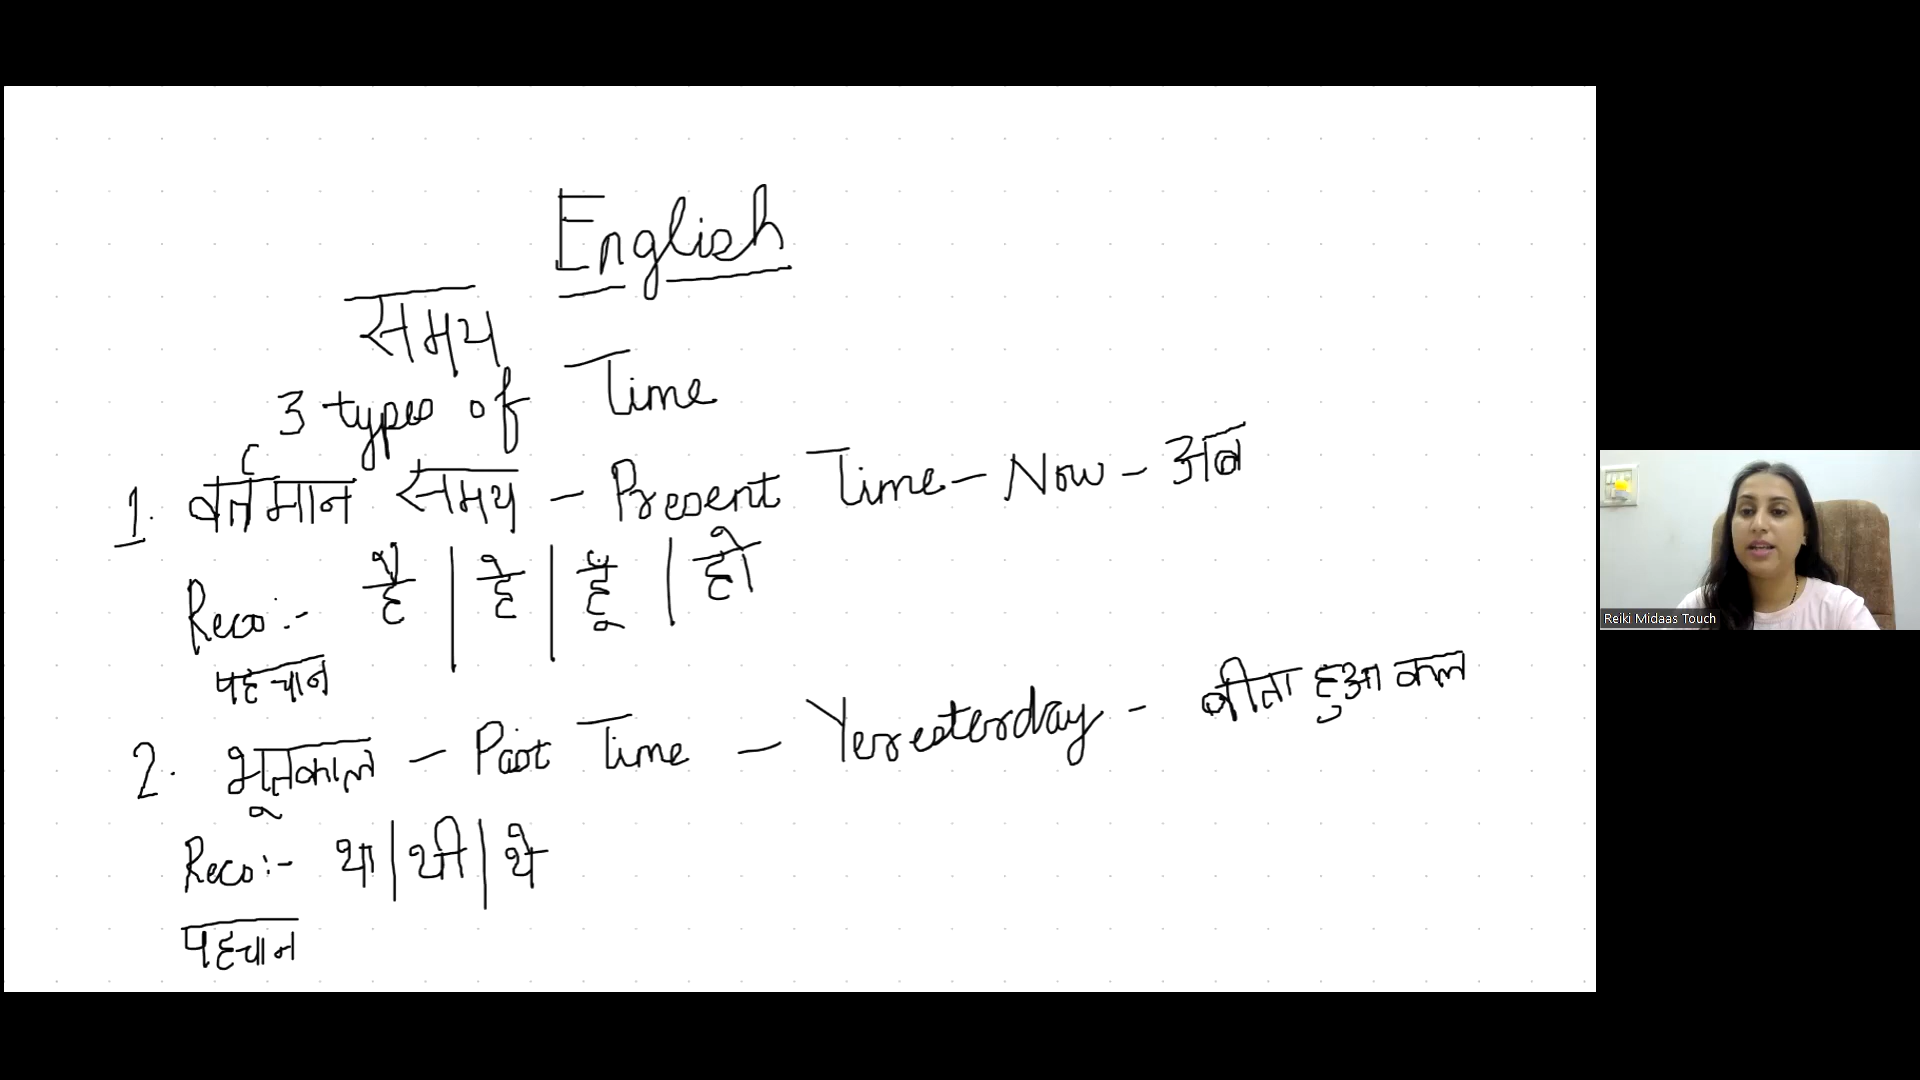 English
समय
3 types of Time
1. वर्तमान समय – Present Time – Now – अब
Reco:- हैं | है | हूँ | हो
पहचान
2. भूतकाल – Past Time – Yeresterday – बीता हुआ कल
Reco:- था | थी | थे
पहचान
Reiki Midaas Touch